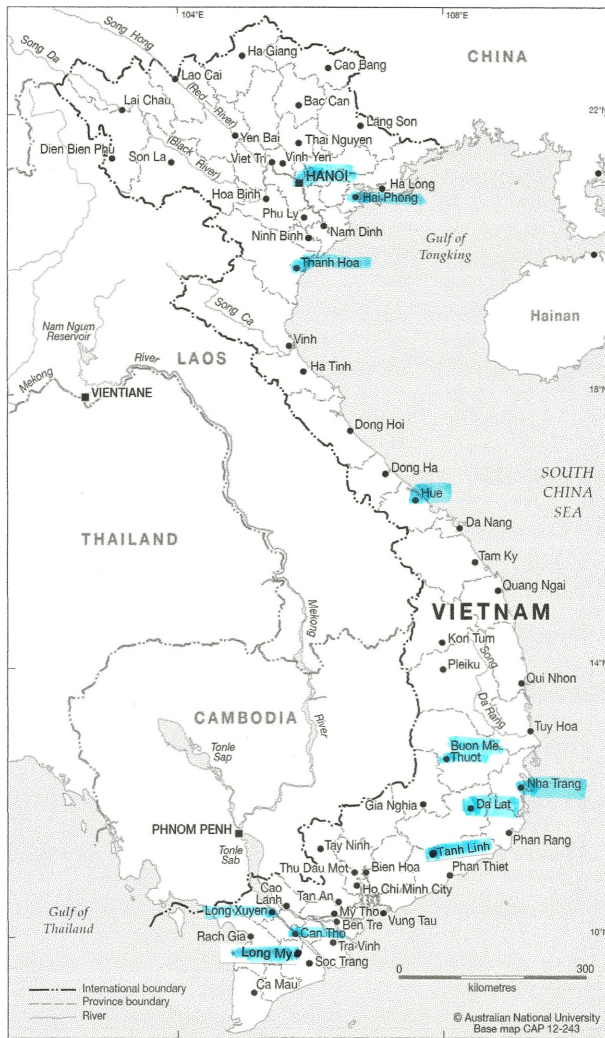 104°E
108°E
Song Da
Song Hong
Ha Giang
Cao Bang
CHINA
Lao Cai
(Red River)
Lai Chau
Bac Can
22°N
Lang Son
Yen Bai
Thai Nguyen
Dien Bien Phu
Son La
(Black River)
Viet Tri
Vinh Yen
HANOI
Ha Long
Hai Phong
Hoa Binh
Phu Ly
Nam Dinh
Ninh Binh
Gulf of
Tongking
Thanh Hoa
Hainan
Song Ca
Nam Ngum
Reservoir
Vinh
LAOS
Ha Tinh
Mekong
River
VIENTIANE
18°N
Dong Hoi
Dong Ha
SOUTH
CHINA
SEA
Hue
Da Nang
THAILAND
Tam Ky
Quang Ngai
Mekong
River
VIETNAM
Kon Tum
Song
Da Rang
Pleiku
14°N
Qui Nhon
CAMBODIA
Tonle
Sap
Tuy Hoa
Buon Me
Thuot
Nha Trang
Gia Nghia
Da Lat
PHNOM PENH
Tonle
Sab
Tay Ninh
Tanh Linh
Phan Rang
Thu Dau Mot
Bien Hoa
Phan Thiet
Ho Chi Minh City
Cao
Lanh
Tan An
Long Xuyen
My Tho
Vung Tau
Gulf of
Thailand
Ben Tre
Rach Gia
Can Tho
10°N
Tra Vinh
Long My
Soc Trang
Ca Mau
0 300
kilometres
International boundary
Province boundary
River
© Australian National University
Base map CAP 12-243